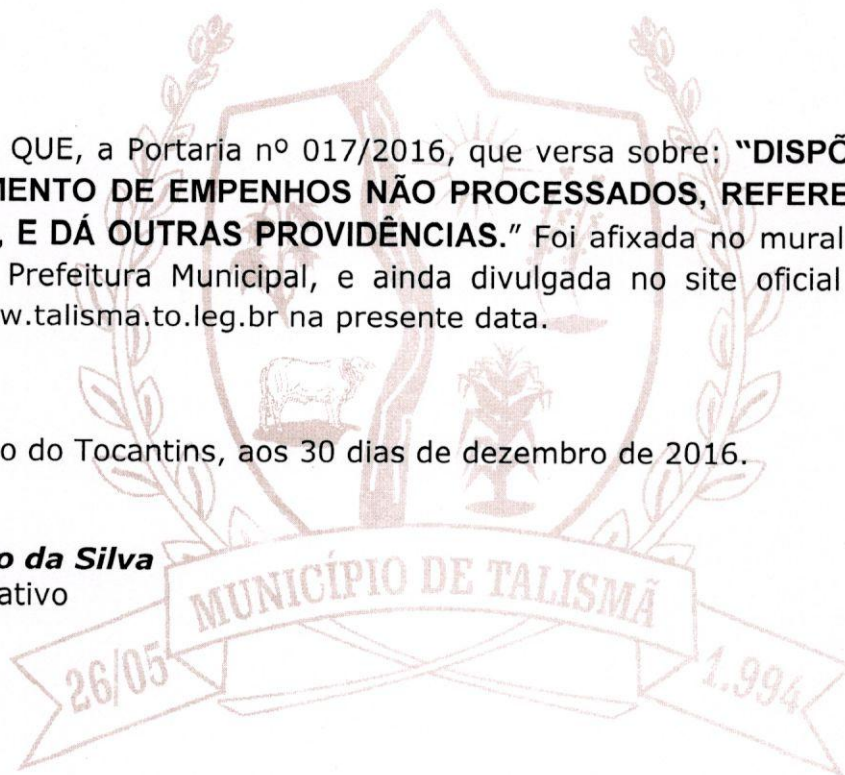 QUE, a Portaria nº 017/2016, que versa sobre: "DISPÕ
MENTO DE EMPENHOS NÃO PROCESSADOS, REFERE
, E DÁ OUTRAS PROVIDÊNCIAS." Foi afixada no mural
Prefeitura Municipal, e ainda divulgada no site oficial
w.talisma.to.leg.br na presente data.
o do Tocantins, aos 30 dias de dezembro de 2016.
o da Silva
ativo
MUNICÍPIO DE TALISMÃ
26/05
1.994